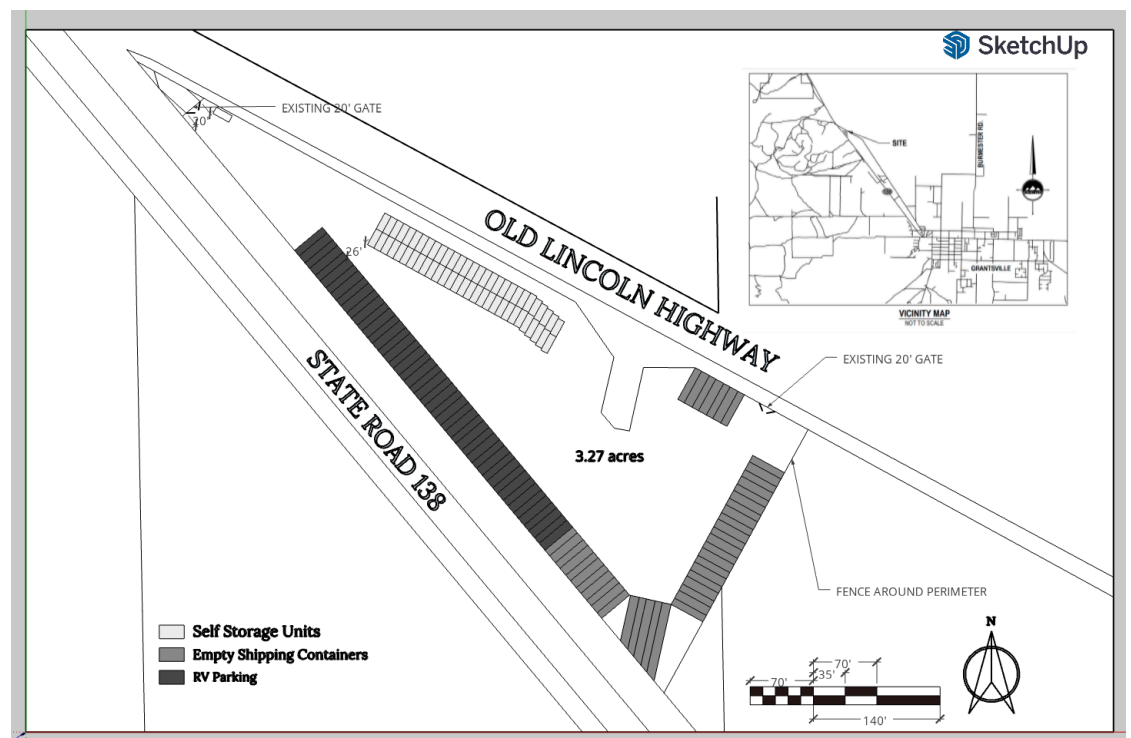 SketchUp
EXISTING 20' GATE
20'
SITE
BURMESTER RD.
GRANTSVILLE
VICINITY MAP
NOT TO SCALE
OLD LINCOLN HIGHWAY
26'
STATE ROAD 138
EXISTING 20' GATE
3.27 acres
FENCE AROUND PERIMETER
Self Storage Units
Empty Shipping Containers
RV Parking
N
70'
35'
70'
140'